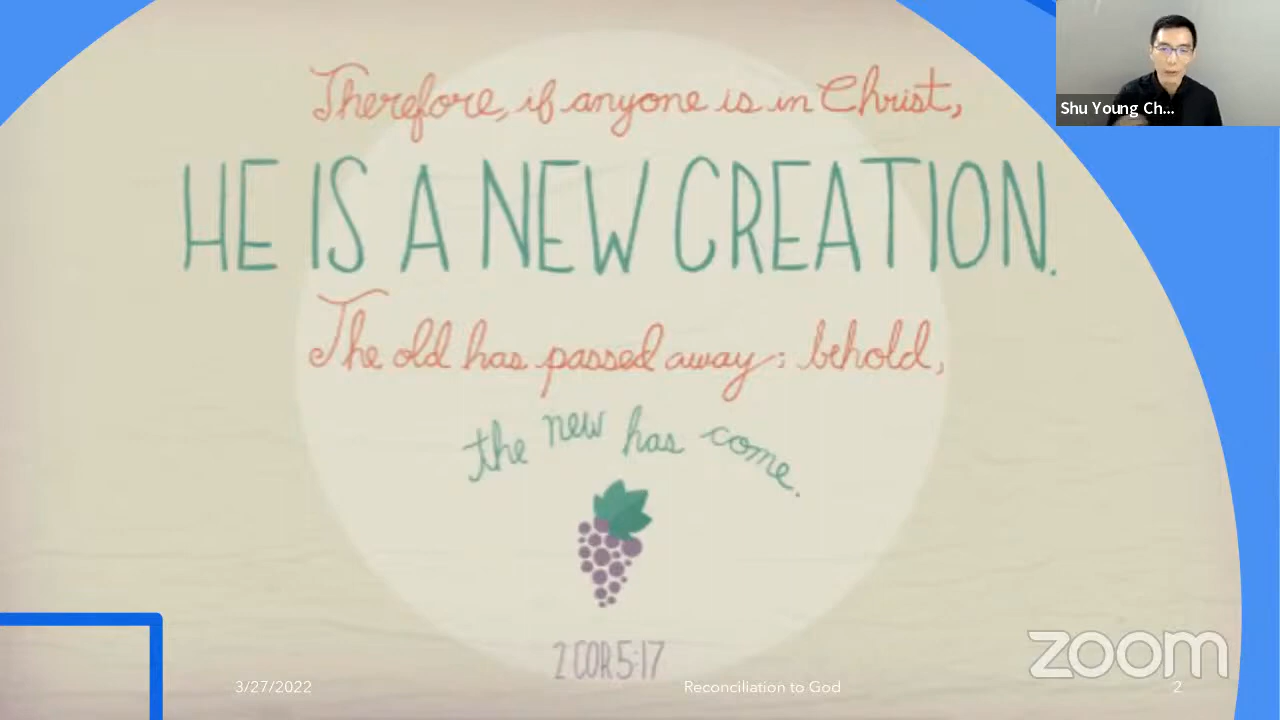 Therefore, if anyone is in Christ,
HE IS A NEW CREATION.
The old has passed away; behold,
the new has come.
2 COR 5:17
3/27/2022
Reconciliation to God
2
Shu Young Ch...
zoom